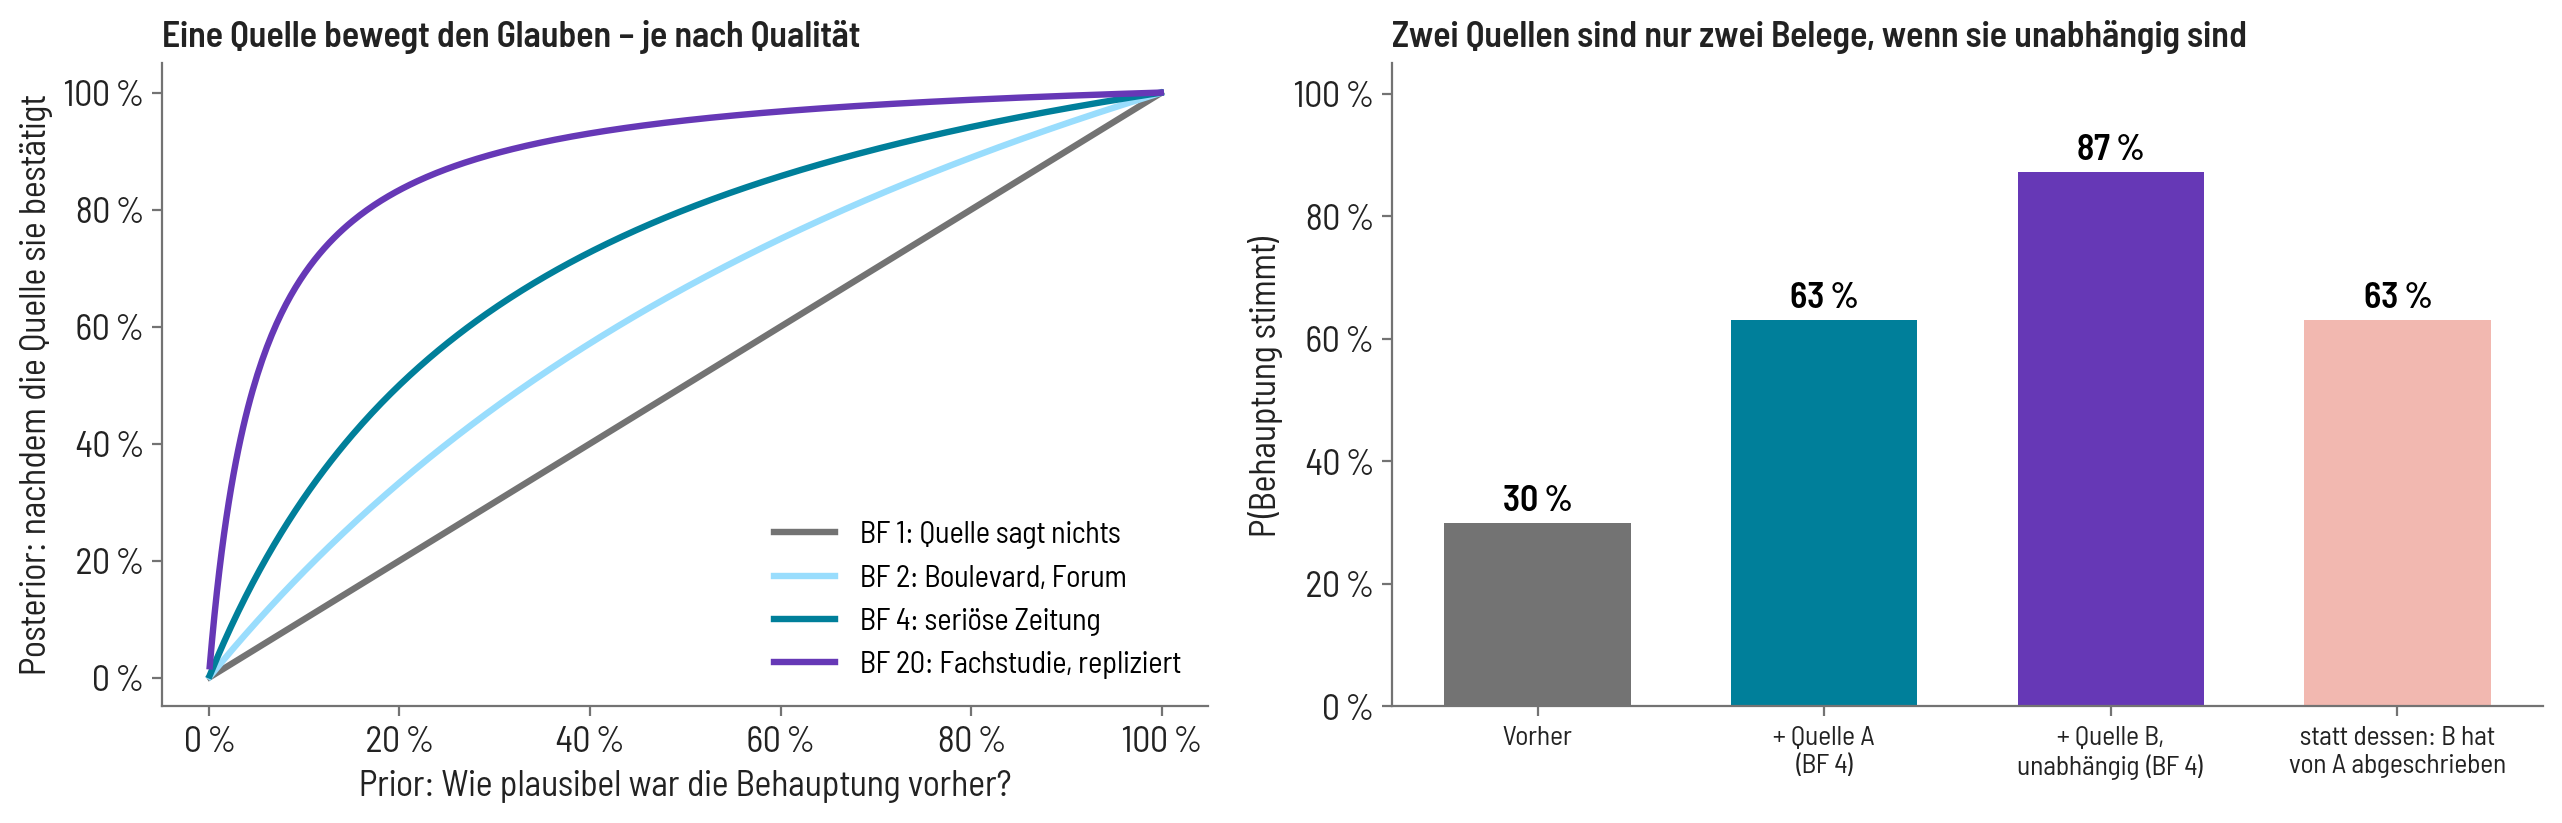 Eine Quelle bewegt den Glauben – je nach Qualität
Posterior: nachdem die Quelle sie bestätigt
100 %
80 %
60 %
40 %
20 %
0 %
BF 1: Quelle sagt nichts
BF 2: Boulevard, Forum
BF 4: seriöse Zeitung
BF 20: Fachstudie, repliziert
0 %
20 %
40 %
60 %
80 %
100 %
Prior: Wie plausibel war die Behauptung vorher?
Zwei Quellen sind nur zwei Belege, wenn sie unabhängig sind
P(Behauptung stimmt)
100 %
80 %
60 %
40 %
20 %
0 %
30 %
63 %
87 %
63 %
Vorher
+ Quelle A
(BF 4)
+ Quelle B,
unabhängig (BF 4)
statt dessen: B hat
von A abgeschrieben